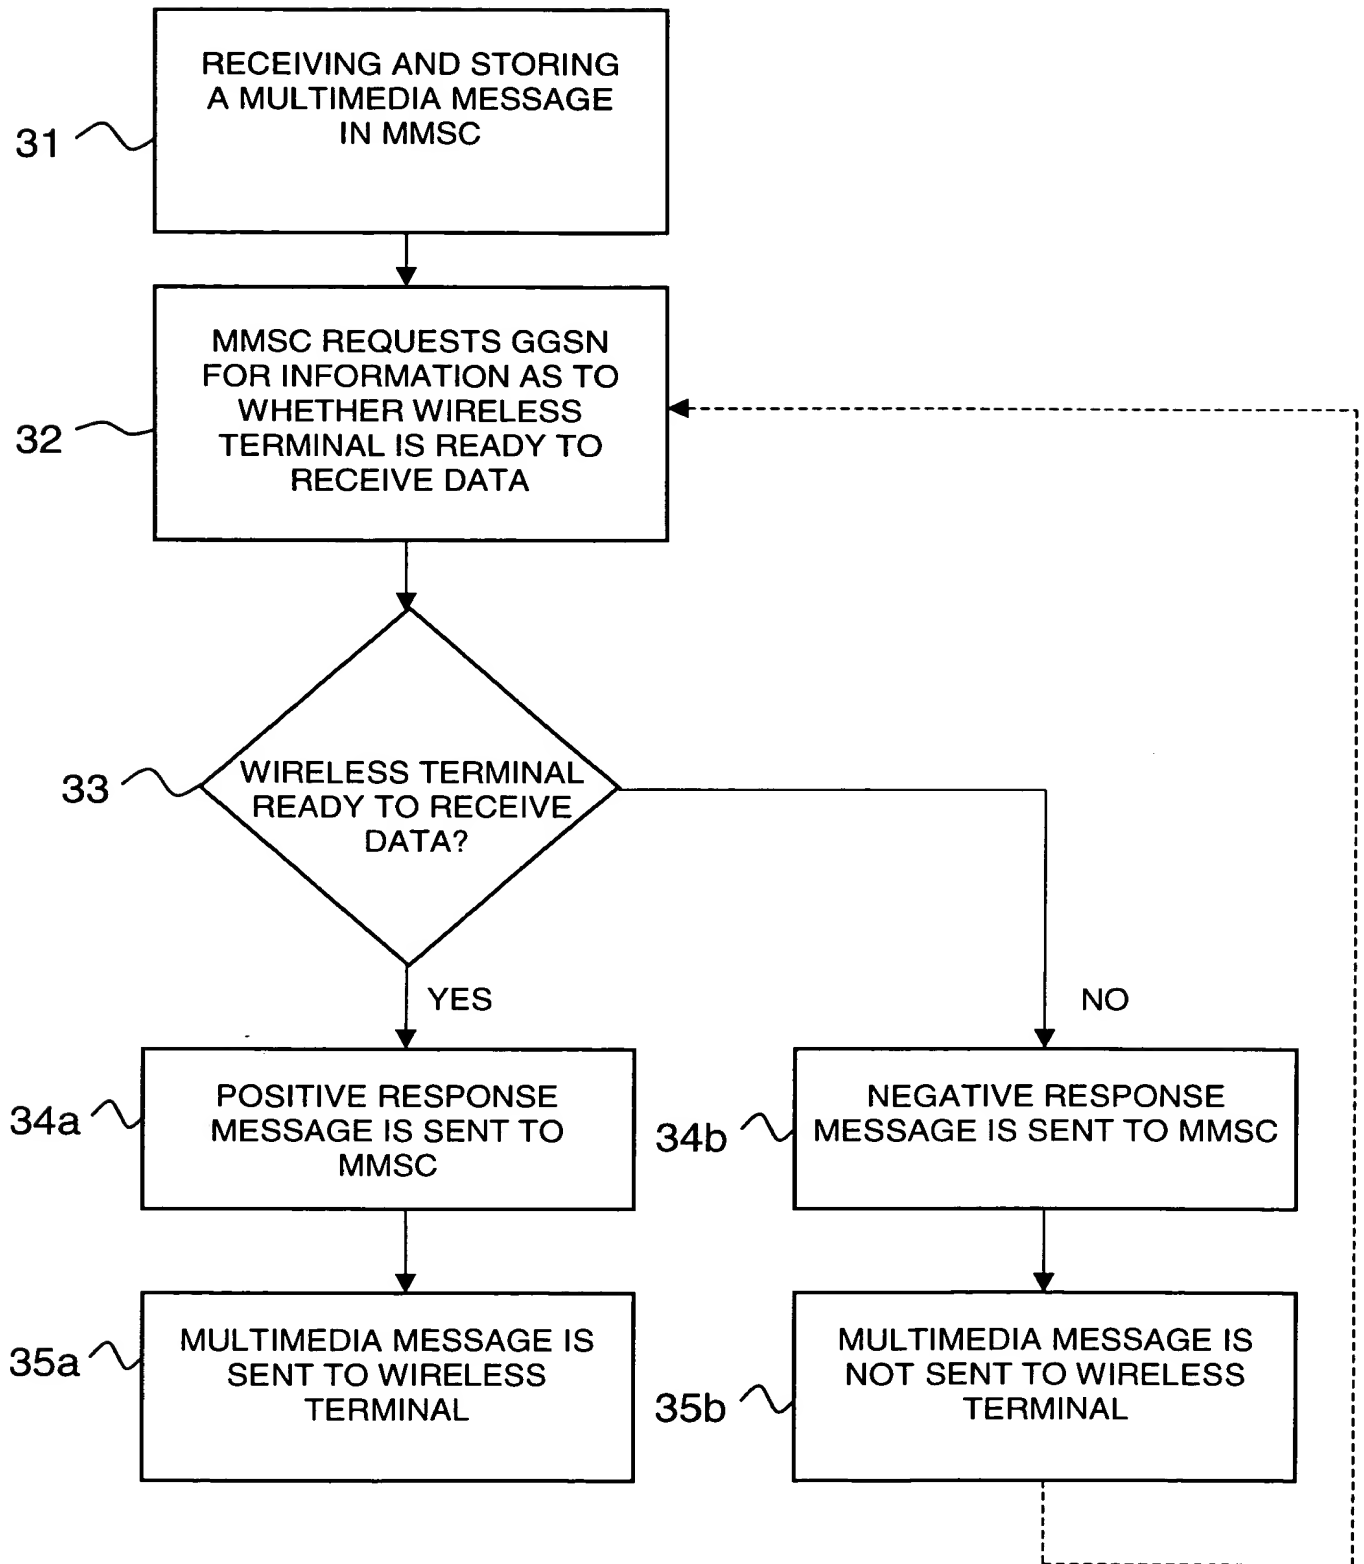 RECEIVING AND STORING
A MULTIMEDIA MESSAGE
IN MMSC
31
MMSC REQUESTS GGSN
FOR INFORMATION AS TO
WHETHER WIRELESS
TERMINAL IS READY TO
RECEIVE DATA
32
WIRELESS TERMINAL
READY TO RECEIVE
DATA?
33
YES
NO
POSITIVE RESPONSE
MESSAGE IS SENT TO
MMSC
34a
NEGATIVE RESPONSE
MESSAGE IS SENT TO MMSC
34b
MULTIMEDIA MESSAGE IS
SENT TO WIRELESS
TERMINAL
35a
MULTIMEDIA MESSAGE IS
NOT SENT TO WIRELESS
TERMINAL
35b